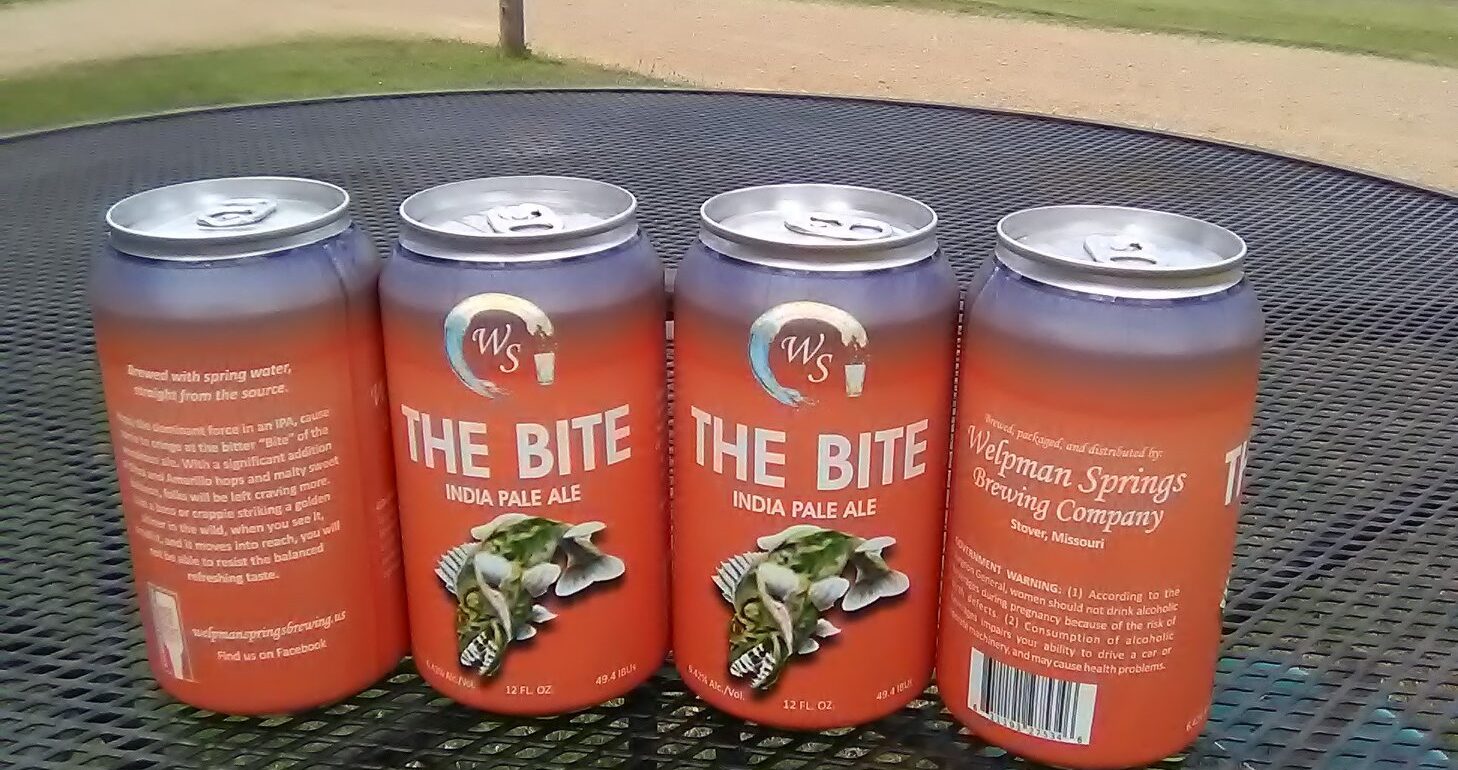 Brewed with spring water,
straight from the source.
the dominant force in an IPA, cause
to cringe at the bitter "Bite" of the
ale. With a significant addition
and Amarillo hops and malty sweet
folks will be left craving more.
a bass or crappie striking a golden
in the wild, when you see it,
and it moves into reach, you will
not be able to resist the balanced
refreshing taste.
welpmanspringsbrewing.us
Find us on Facebook
WS
THE BITE
INDIA PALE ALE
Alc./Vol.
12 FL. OZ
49.4 IBUs
WS
THE BITE
INDIA PALE ALE
Alc./Vol.
12 FL. OZ.
49.4 IBUs
Brewed, packaged, and distributed by:
Welpman Springs
Brewing Company
Stover, Missouri
GOVERNMENT WARNING: (1) According to the
General, women should not drink alcoholic
during pregnancy because of the risk of
defects. (2) Consumption of alcoholic
impairs your ability to drive a car or
machinery, and may cause health problems.